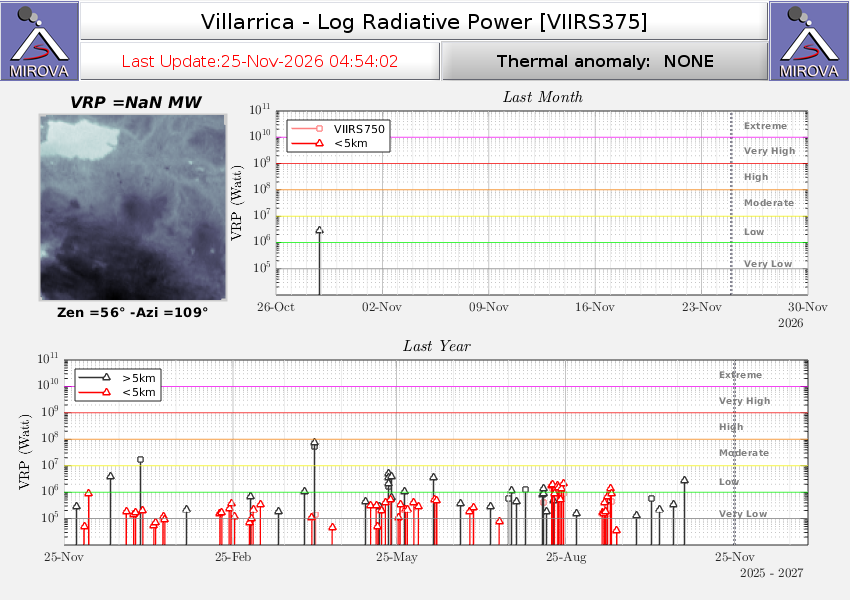 Villarrica - Log Radiative Power [VIIRS375]
MIROVA
Last Update:25-Nov-2026 04:54:02
Thermal anomaly: NONE
MIROVA
VRP =NaN MW
Zen =56° -Azi =109°
Last Month
VRP (Watt)
10^11
10^10
10^9
10^8
10^7
10^6
10^5
VIIRS750
<5km
Extreme
Very High
High
Moderate
Low
Very Low
26-Oct 02-Nov 09-Nov 16-Nov 23-Nov 30-Nov
2026
Last Year
VRP (Watt)
10^11
10^10
10^9
10^8
10^7
10^6
10^5
>5km
<5km
Extreme
Very High
High
Moderate
Low
Very Low
25-Nov 25-Feb 25-May 25-Aug 25-Nov
2025 - 2027